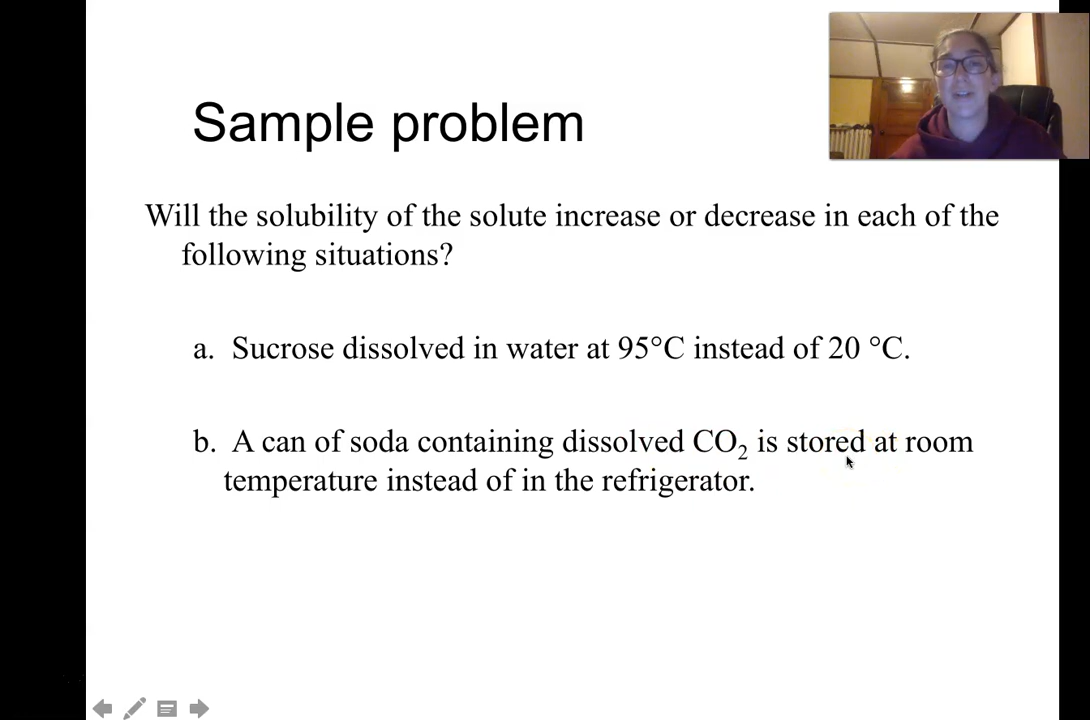 Sample problem
Will the solubility of the solute increase or decrease in each of the
following situations?
a. Sucrose dissolved in water at 95°C instead of 20 °C.
b. A can of soda containing dissolved CO₂ is stored at room
temperature instead of in the refrigerator.